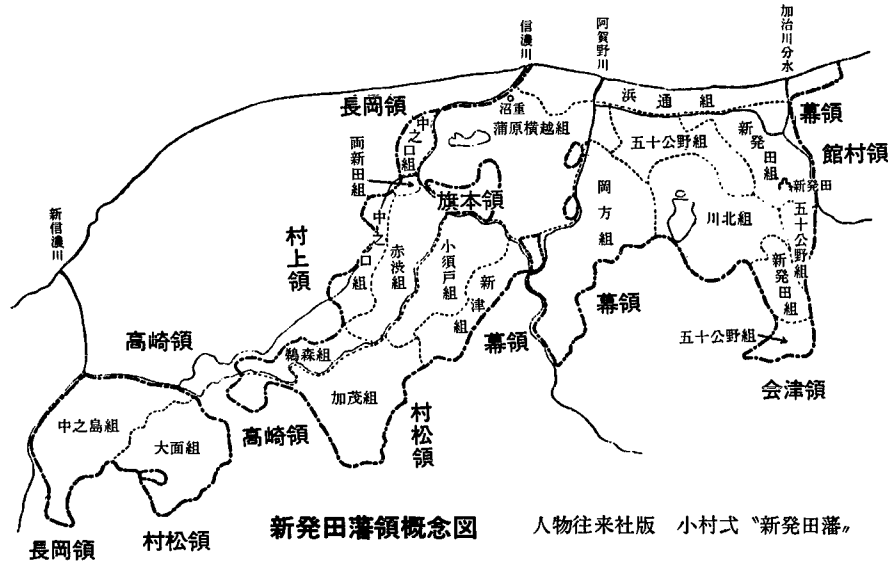 信濃川
阿賀野川
加治川分水
浜通組
長岡領
沼垂
幕領
中之口組
蒲原横越組
五十公野組
新発田組
館村領
両新田組
新発田
旗本領
岡方組
川北組
五十公野組
新信濃川
村上領
中之口組
赤渋組
小須戸組
新津組
新発田組
幕領
幕領
五十公野組
高崎領
鵜森組
会津領
加茂組
高崎領
村松領
中之島組
大面組
長岡領
村松領
新発田藩領概念図
人物往来社版 小村弌〝新発田藩〟